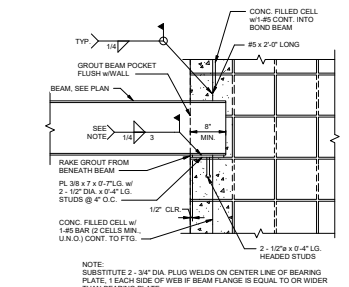 CONC. FILLED CELL
w/1-#5 CONT. INTO
BOND BEAM
TYP.
1/4
#5 x 2'-0" LONG
GROUT BEAM POCKET
FLUSH w/WALL
BEAM, SEE PLAN
8"
MIN.
SEE
NOTE
1/4
3
RAKE GROUT FROM
BENEATH BEAM
PL 3/8 x 7 x 0'-7"LG. w/
2 - 1/2" DIA. x 0'-4" LG.
STUDS @ 4" O.C.
1/2" CLR.
CONC. FILLED CELL w/
1-#5 BAR (2 CELLS MIN.,
U.N.O.) CONT. TO FTG.
2 - 1/2"ø x 0'-4" LG.
HEADED STUDS
NOTE:
SUBSTITUTE 2 - 3/4" DIA. PLUG WELDS ON CENTER LINE OF BEARING
PLATE, 1 EACH SIDE OF WEB IF BEAM FLANGE IS EQUAL TO OR WIDER
THAN BEARING PLATE